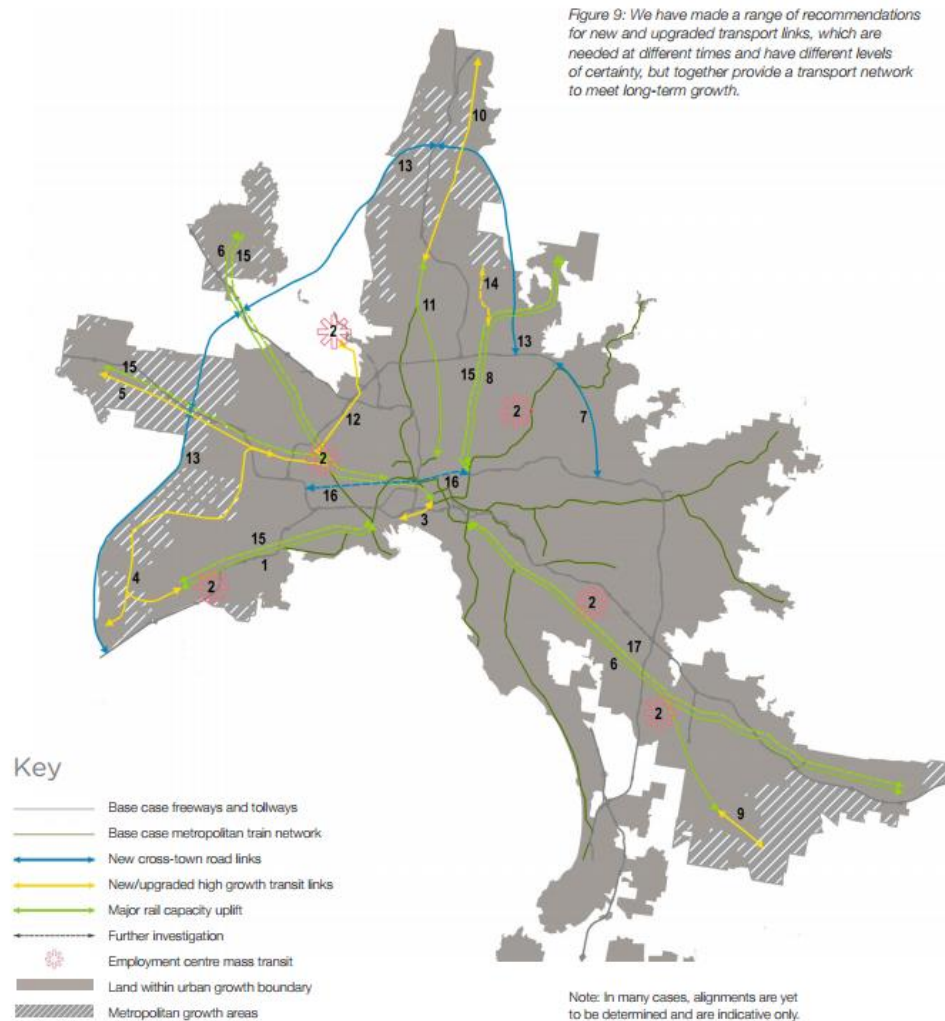 Figure 9: We have made a range of recommendations
for new and upgraded transport links, which are
needed at different times and have different levels
of certainty, but together provide a transport network
to meet long-term growth.
10
13
6
15
14
2
11
13
15
5
15
8
12
2
7
13
2
16
16
3
15
4
1
2
2
17
6
2
9
Key
Base case freeways and tollways
Base case metropolitan train network
New cross-town road links
New/upgraded high growth transit links
Major rail capacity uplift
Further investigation
Employment centre mass transit
Land within urban growth boundary
Metropolitan growth areas
Note: In many cases, alignments are yet
to be determined and are indicative only.